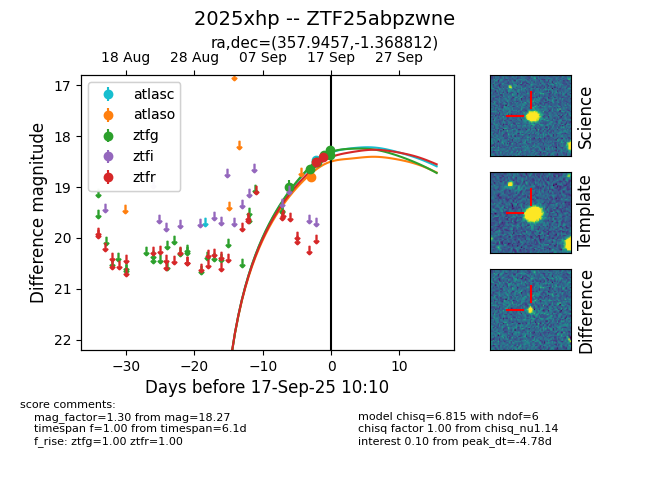 2025xhp -- ZTF25abpzwne
ra,dec=(357.9457,-1.368812)
18 Aug 28 Aug 07 Sep 17 Sep 27 Sep
17
18
19
20
21
22
Difference magnitude
atlasc
atlaso
ztfg
ztfi
ztfr
−30 −20 −10 0 10
Days before 17-Sep-25 10:10
Science
Template
Difference
score comments:
mag_factor=1.30 from mag=18.27
timespan f=1.00 from timespan=6.1d
f_rise: ztfg=1.00 ztfr=1.00
model chisq=6.815 with ndof=6
chisq factor 1.00 from chisq_nu1.14
interest 0.10 from peak_dt=-4.78d